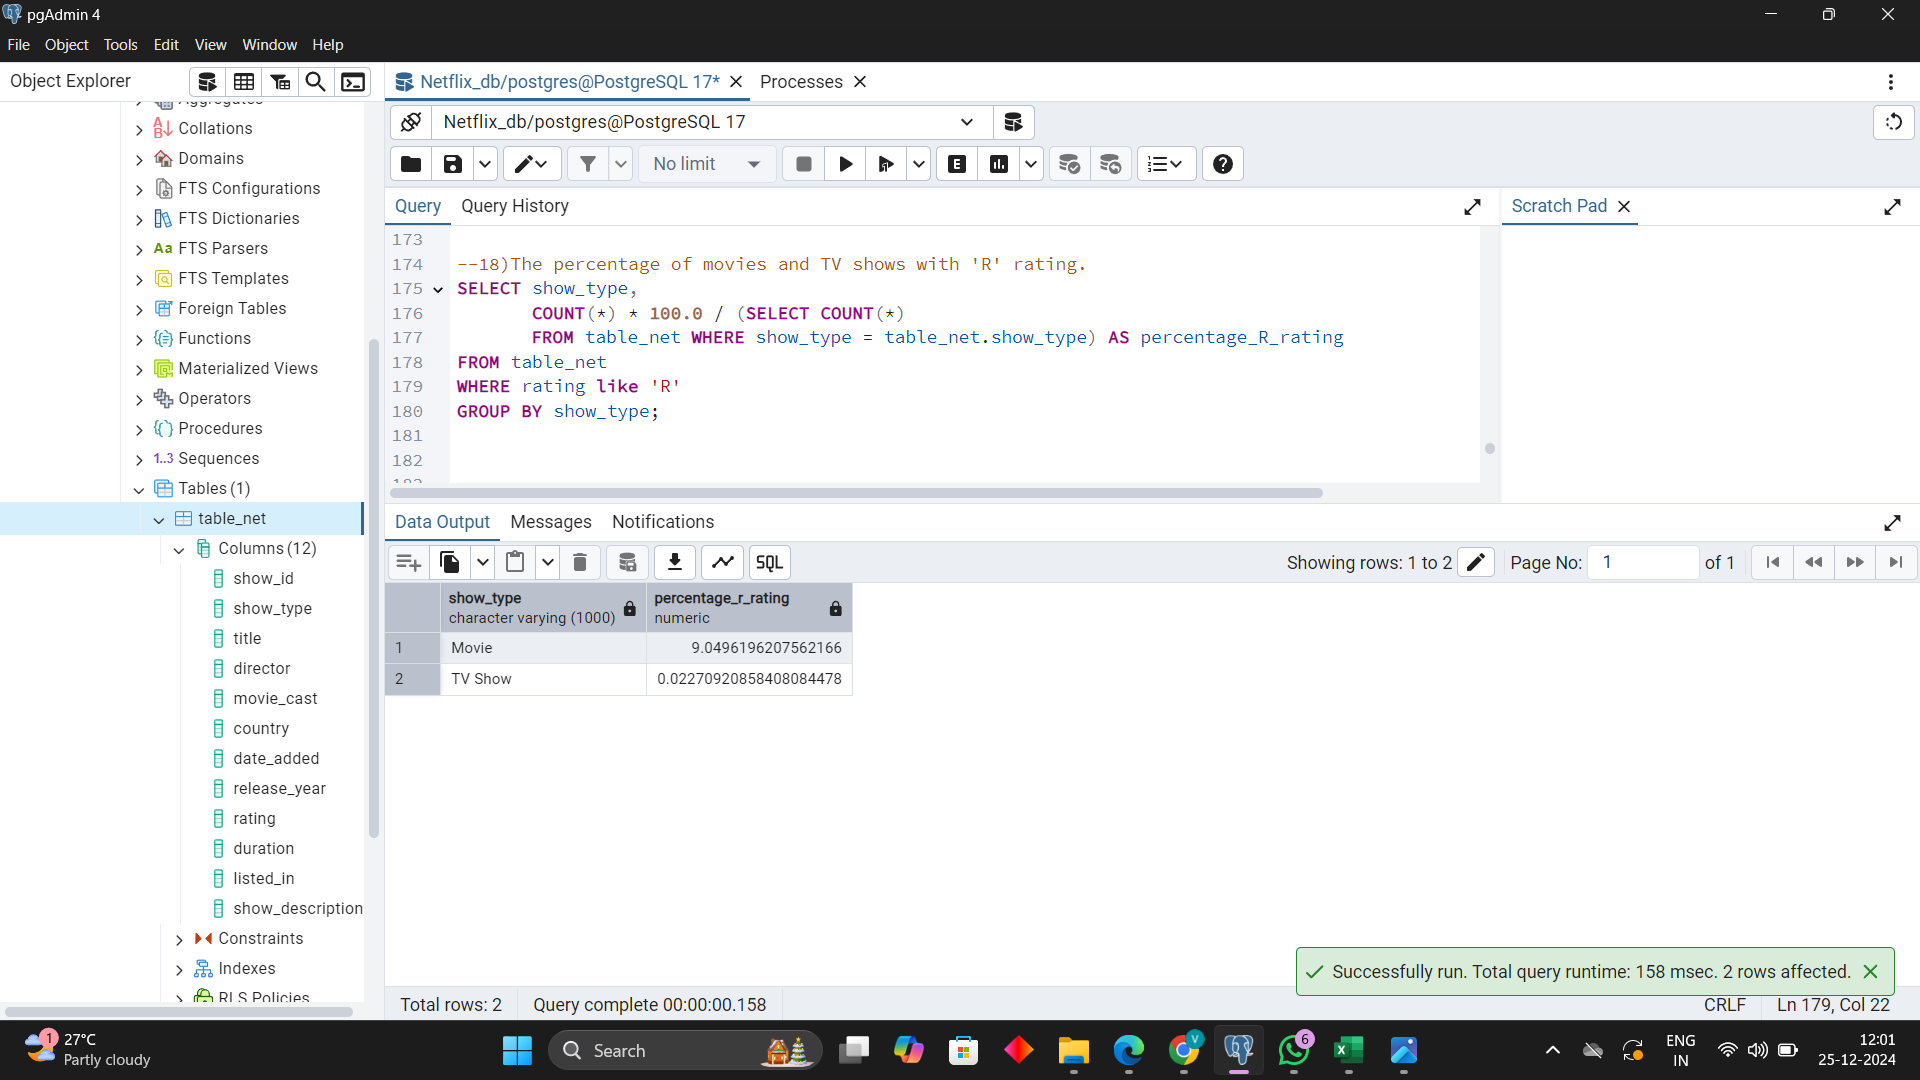 pgAdmin 4
File Object Tools Edit View Window Help
Object Explorer
Netflix_db/postgres@PostgreSQL 17* Processes
Aggregates
Collations
Domains
FTS Configurations
FTS Dictionaries
FTS Parsers
FTS Templates
Foreign Tables
Functions
Materialized Views
Operators
Procedures
1..3 Sequences
Tables (1)
table_net
Columns (12)
show_id
show_type
title
director
movie_cast
country
date_added
release_year
rating
duration
listed_in
show_description
Constraints
Indexes
RLS Policies
Netflix_db/postgres@PostgreSQL 17
No limit
E
Query Query History
Scratch Pad
173
174 --18)The percentage of movies and TV shows with 'R' rating.
175 SELECT show_type,
176 COUNT(*) * 100.0 / (SELECT COUNT(*)
177 FROM table_net WHERE show_type = table_net.show_type) AS percentage_R_rating
178 FROM table_net
179 WHERE rating like 'R'
180 GROUP BY show_type;
181
182
183
Data Output Messages Notifications
SQL
Showing rows: 1 to 2 Page No: 1 of 1
show_type percentage_r_rating
character varying (1000) numeric
1 Movie 9.0496196207562166
2 TV Show 0.02270920858408084478
Successfully run. Total query runtime: 158 msec. 2 rows affected.
Total rows: 2 Query complete 00:00:00.158 CRLF Ln 179, Col 22
1 27°C
Partly cloudy
Search
V
6
ENG
IN
12:01
25-12-2024